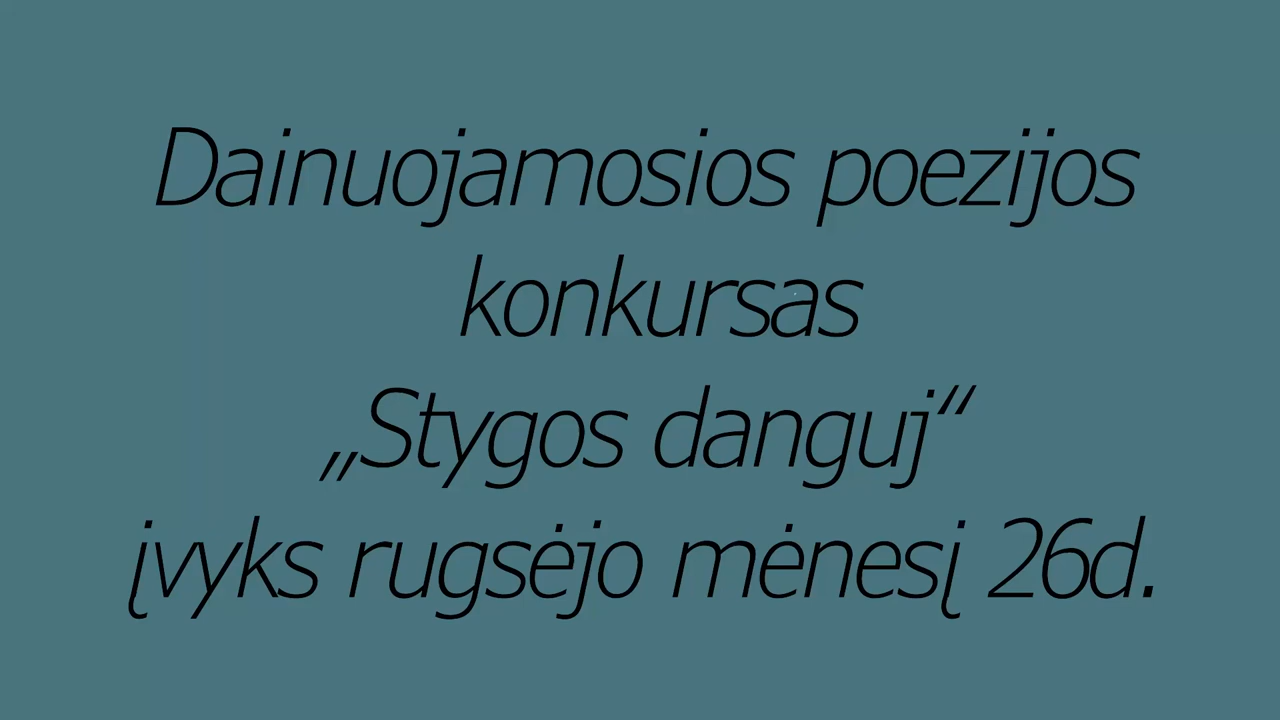 Dainuojamosios poezijos
konkursas
„Stygos danguj“
įvyks rugsėjo mėnesį 26d.